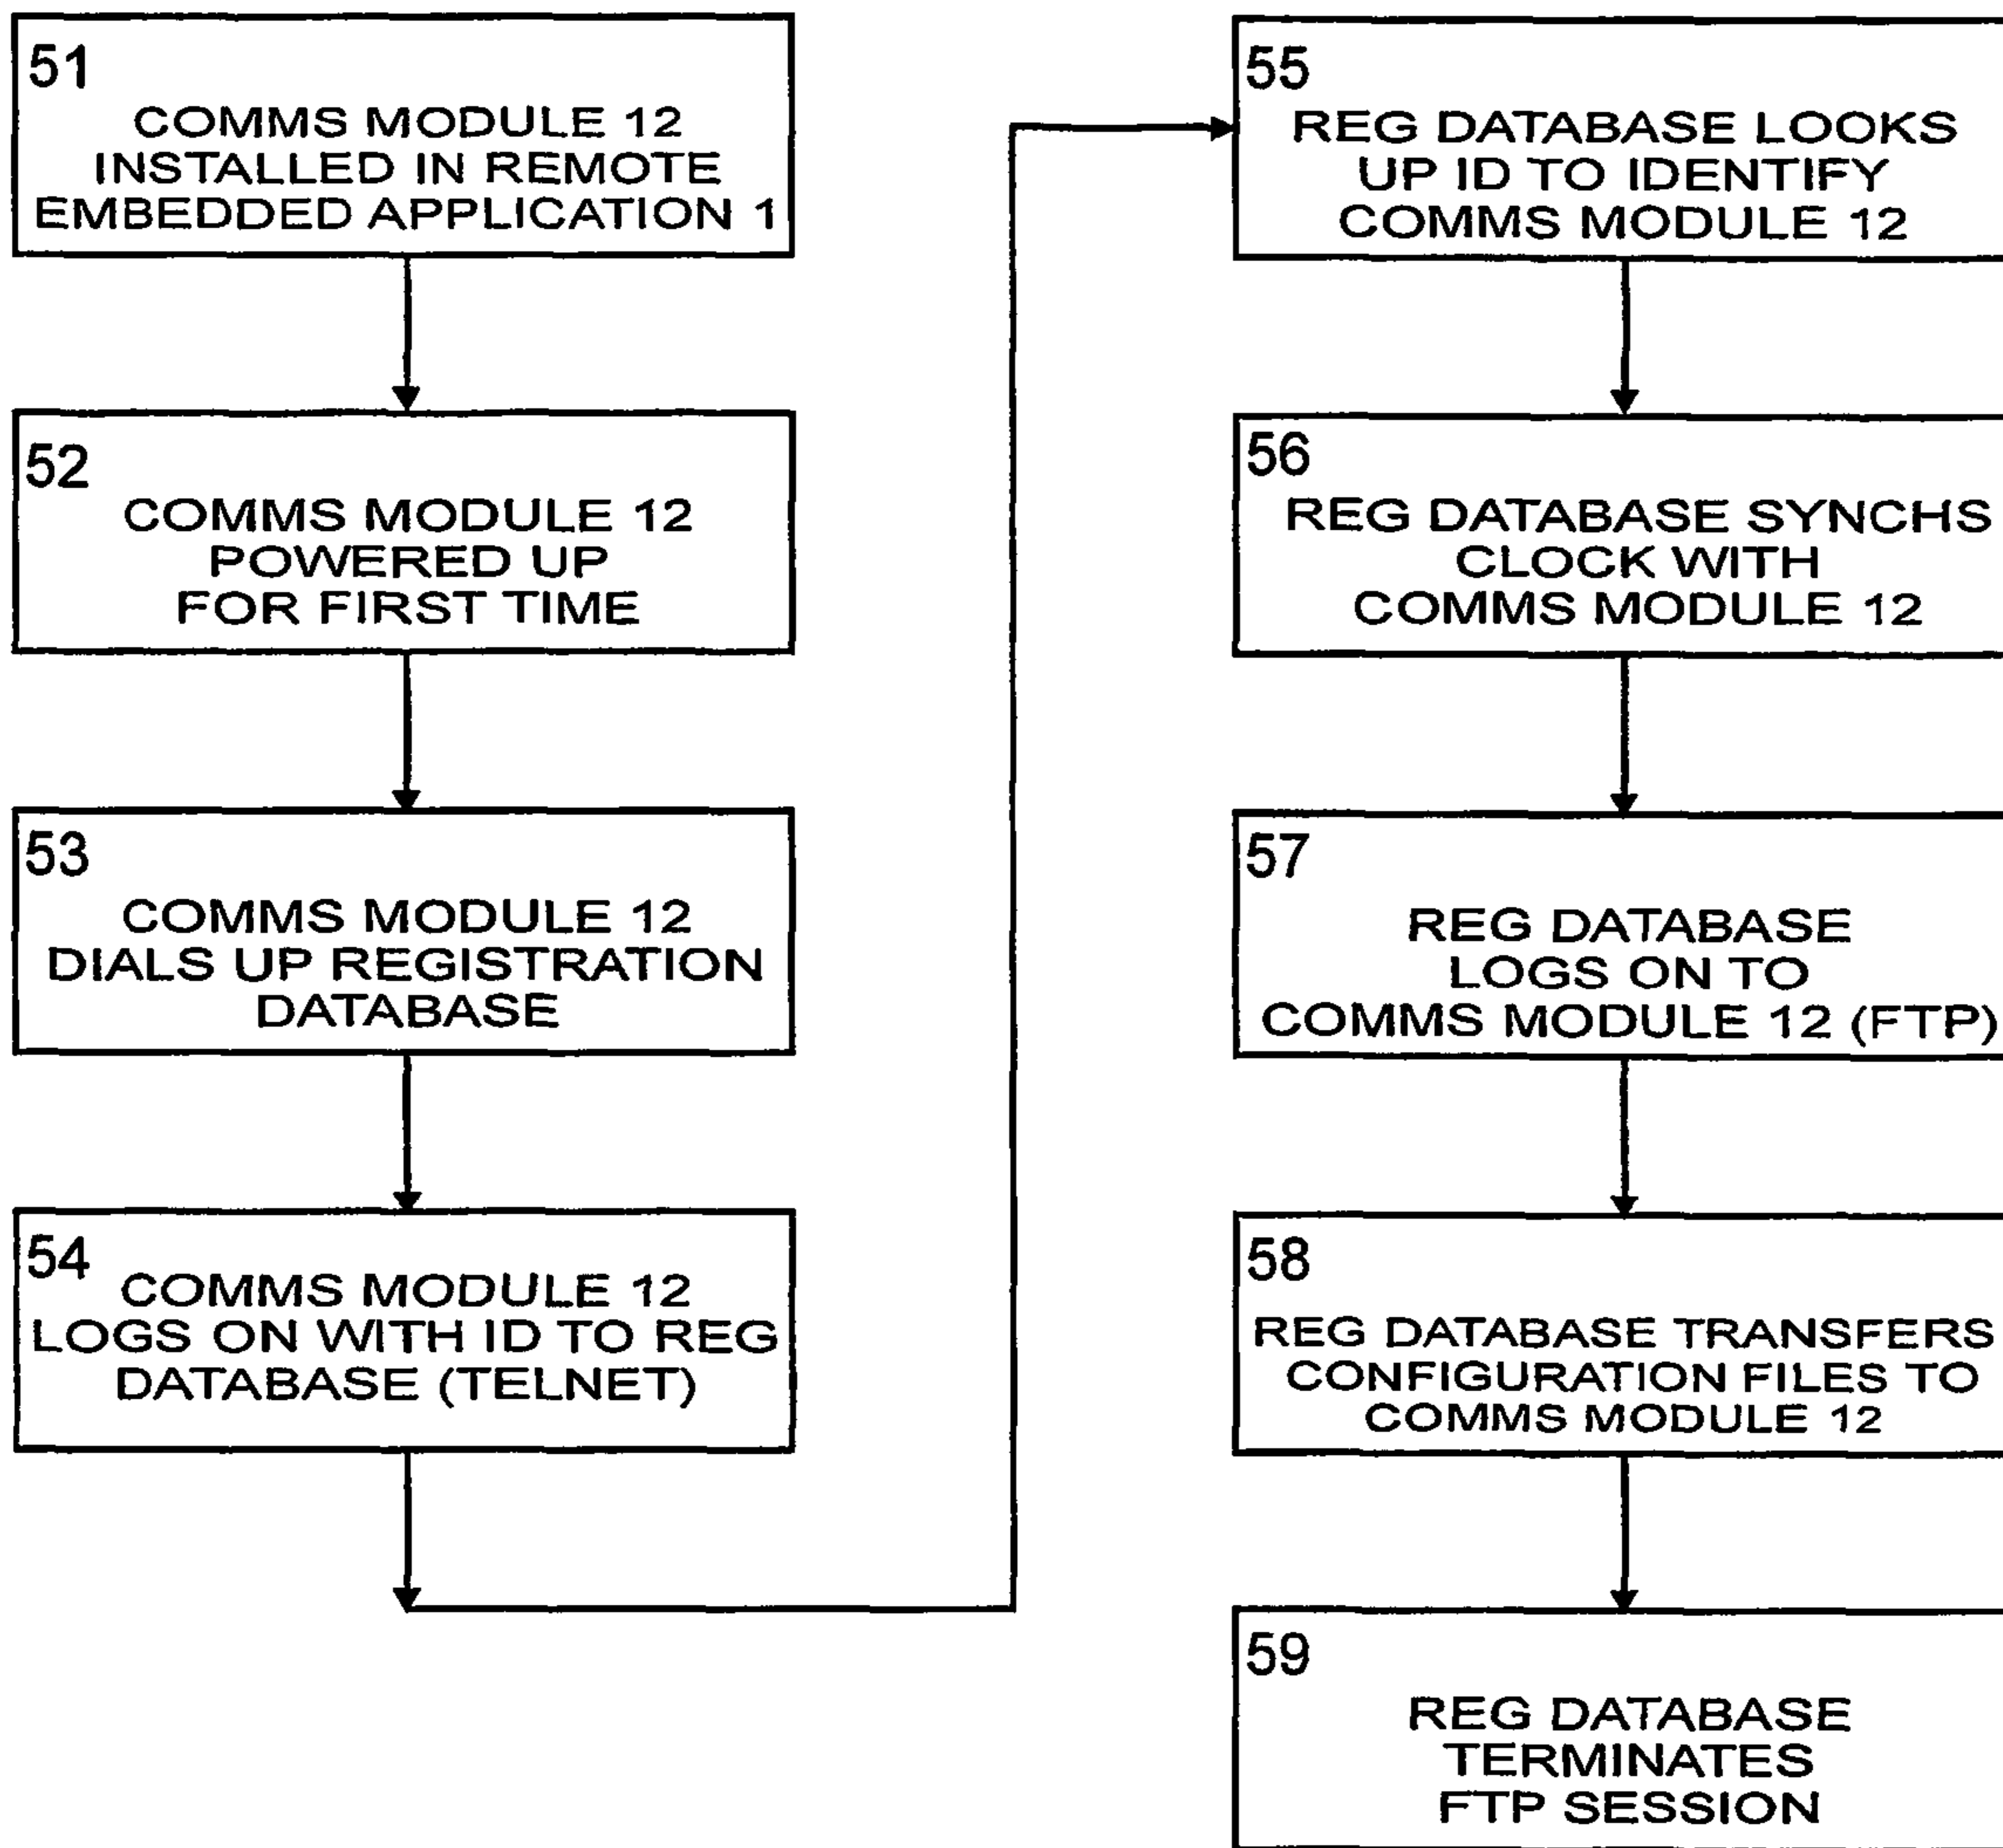 51
COMMS MODULE 12
INSTALLED IN REMOTE
EMBEDDED APPLICATION 1
52
COMMS MODULE 12
POWERED UP
FOR FIRST TIME
53
COMMS MODULE 12
DIALS UP REGISTRATION
DATABASE
54
COMMS MODULE 12
LOGS ON WITH ID TO REG
DATABASE (TELNET)
55
REG DATABASE LOOKS
UP ID TO IDENTIFY
COMMS MODULE 12
56
REG DATABASE SYNCHS
CLOCK WITH
COMMS MODULE 12
57
REG DATABASE
LOGS ON TO
COMMS MODULE 12 (FTP)
58
REG DATABASE TRANSFERS
CONFIGURATION FILES TO
COMMS MODULE 12
59
REG DATABASE
TERMINATES
FTP SESSION